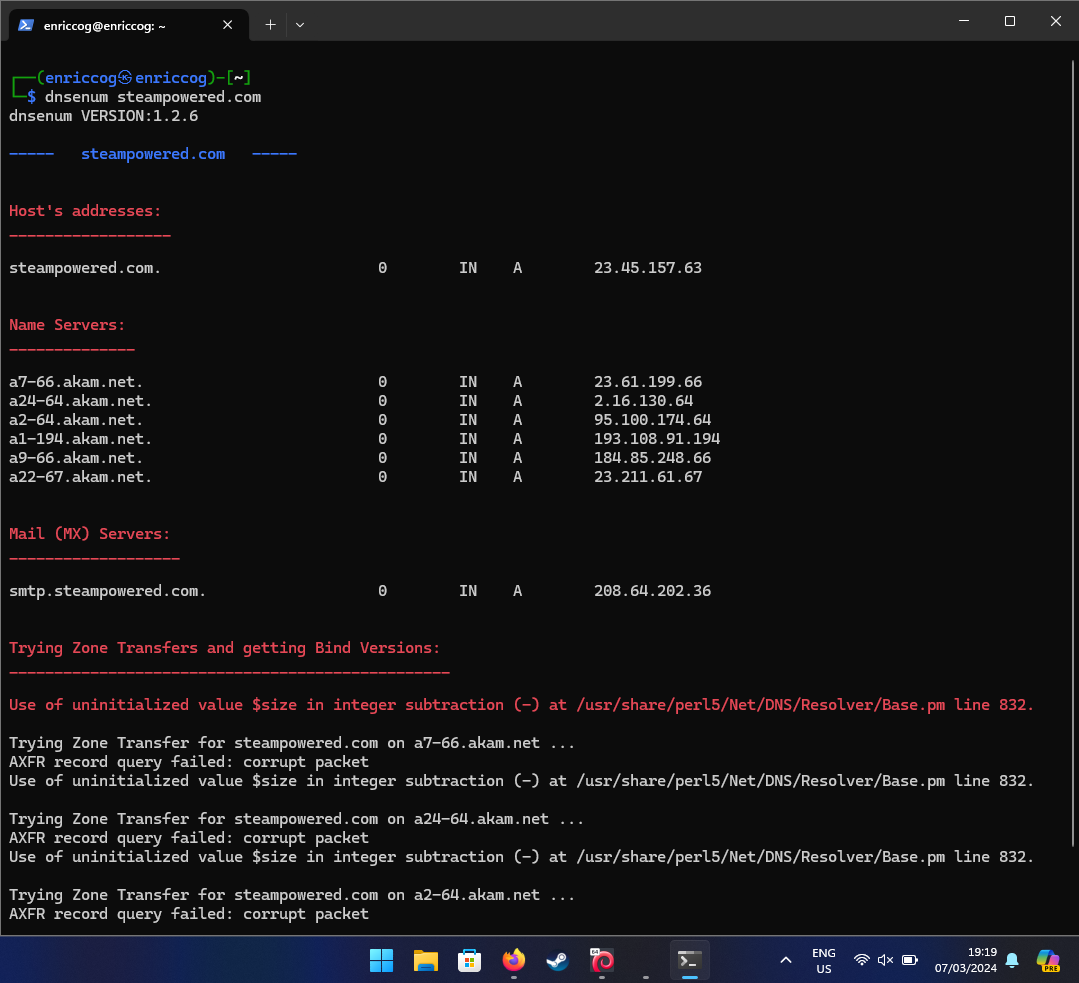 enriccog@enriccog: ~
┌──(enriccog㉿enriccog)-[~]
└─$ dnsenum steampowered.com
dnsenum VERSION:1.2.6
-----   steampowered.com   -----
Host's addresses:
__________________
steampowered.com.                        0        IN    A        23.45.157.63
Name Servers:
______________
a7-66.akam.net.                          0        IN    A        23.61.199.66
a24-64.akam.net.                         0        IN    A        2.16.130.64
a2-64.akam.net.                          0        IN    A        95.100.174.64
a1-194.akam.net.                         0        IN    A        193.108.91.194
a9-66.akam.net.                          0        IN    A        184.85.248.66
a22-67.akam.net.                         0        IN    A        23.211.61.67
Mail (MX) Servers:
___________________
smtp.steampowered.com.                   0        IN    A        208.64.202.36
Trying Zone Transfers and getting Bind Versions:
_________________________________________________
Use of uninitialized value $size in integer subtraction (-) at /usr/share/perl5/Net/DNS/Resolver/Base.pm line 832.
Trying Zone Transfer for steampowered.com on a7-66.akam.net ...
AXFR record query failed: corrupt packet
Use of uninitialized value $size in integer subtraction (-) at /usr/share/perl5/Net/DNS/Resolver/Base.pm line 832.
Trying Zone Transfer for steampowered.com on a24-64.akam.net ...
AXFR record query failed: corrupt packet
Use of uninitialized value $size in integer subtraction (-) at /usr/share/perl5/Net/DNS/Resolver/Base.pm line 832.
Trying Zone Transfer for steampowered.com on a2-64.akam.net ...
AXFR record query failed: corrupt packet
64
ENG
US
19:19
07/03/2024
PRE